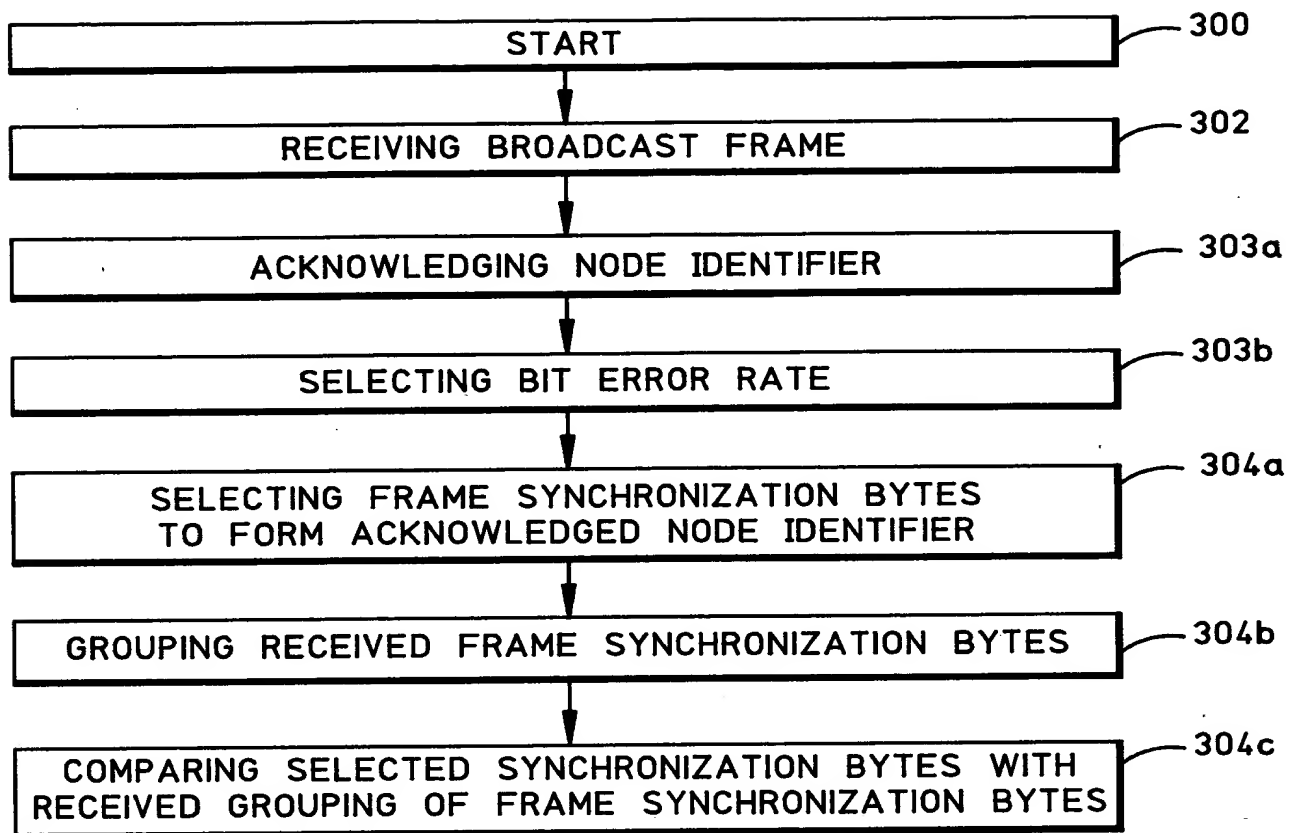 START
300
RECEIVING BROADCAST FRAME
302
ACKNOWLEDGING NODE IDENTIFIER
303a
SELECTING BIT ERROR RATE
303b
SELECTING FRAME SYNCHRONIZATION BYTES
TO FORM ACKNOWLEDGED NODE IDENTIFIER
304a
GROUPING RECEIVED FRAME SYNCHRONIZATION BYTES
304b
COMPARING SELECTED SYNCHRONIZATION BYTES WITH
RECEIVED GROUPING OF FRAME SYNCHRONIZATION BYTES
304c